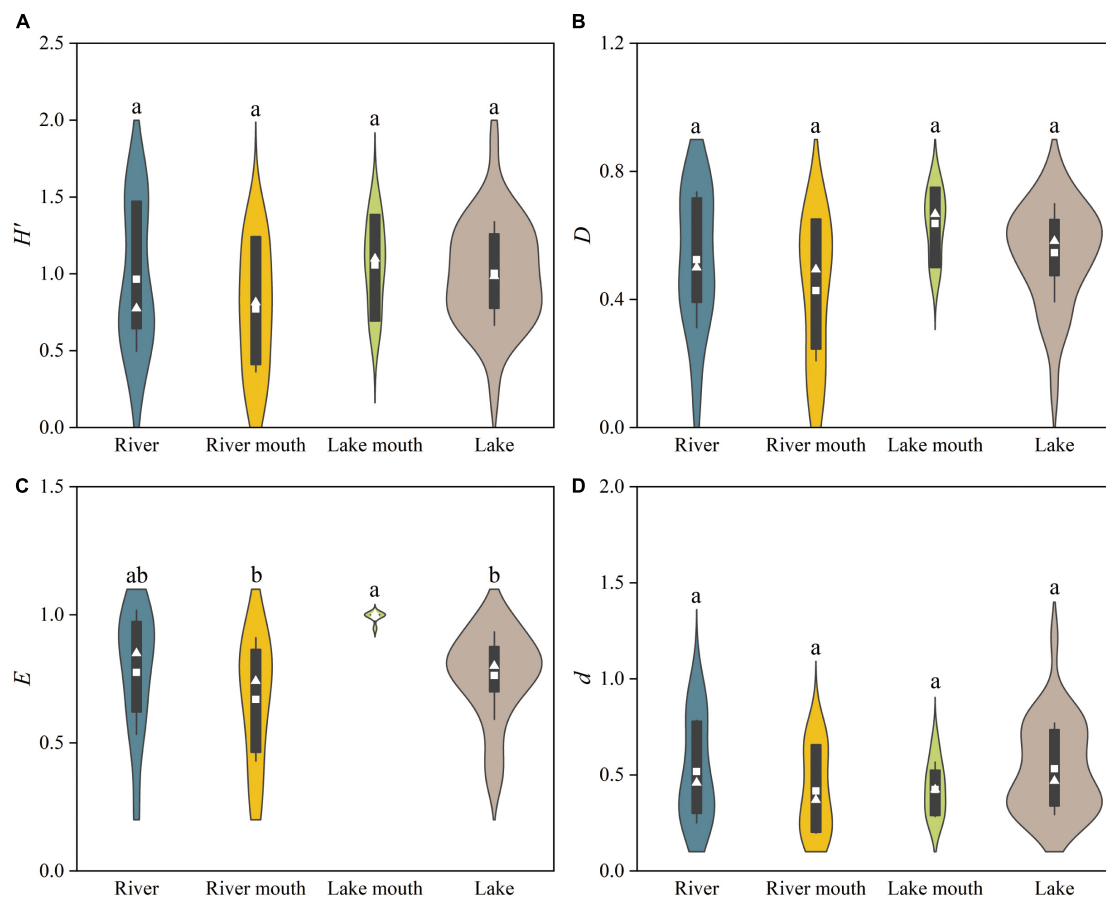 A
H′
2.5
2.0
1.5
1.0
0.5
0.0
a
a
a
a
River
River mouth
Lake mouth
Lake
B
D
1.2
0.8
0.4
0.0
a
a
a
a
River
River mouth
Lake mouth
Lake
C
E
1.5
1.0
0.5
0.0
ab
b
a
b
River
River mouth
Lake mouth
Lake
D
d
2.0
1.5
1.0
0.5
0.0
a
a
a
a
River
River mouth
Lake mouth
Lake